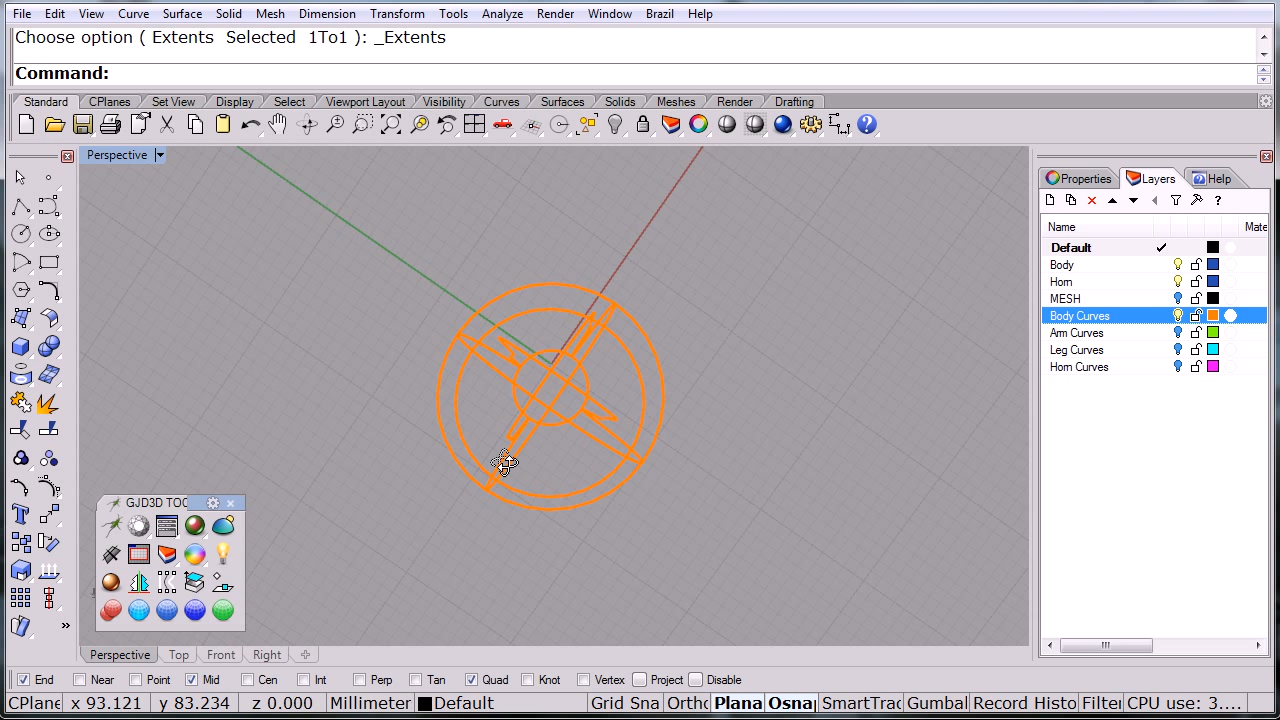 File Edit View Curve Surface Solid Mesh Dimension Transform Tools Analyze Render Window Brazil Help
Choose option ( Extents Selected 1To1 ): _Extents
Command:
Standard CPlanes Set View Display Select Viewport Layout Visibility Curves Surfaces Solids Meshes Render Drafting
Perspective
Properties Layers Help
Name Mate
Default
Body
Horn
MESH
Body Curves
Arm Curves
Leg Curves
Horn Curves
GJD3D TOO
Perspective Top Front Right
End Near Point Mid Cen Int Perp Tan Quad Knot Vertex Project Disable
CPlane x 93.121 y 83.234 z 0.000 Millimeter Default Grid Sna Ortho Plana Osnap SmartTrac Gumbal Record Histo Filter CPU use: 3....